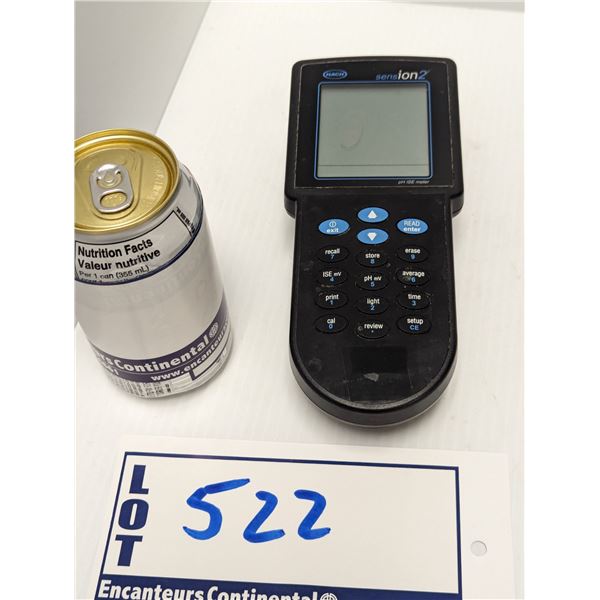 HACH
sension2
pH ISE meter
exit
READ
enter
recall
7
store
8
erase
9
ISE mV
4
pH mV
5
average
6
print
1
light
2
time
3
cal
0
review
.
setup
CE
Nutrition Facts
Valeur nutritive
Per 1 can (355 mL)
Encanteurs Continental
www.encanteurs
LOT
522
Encanteurs Continental